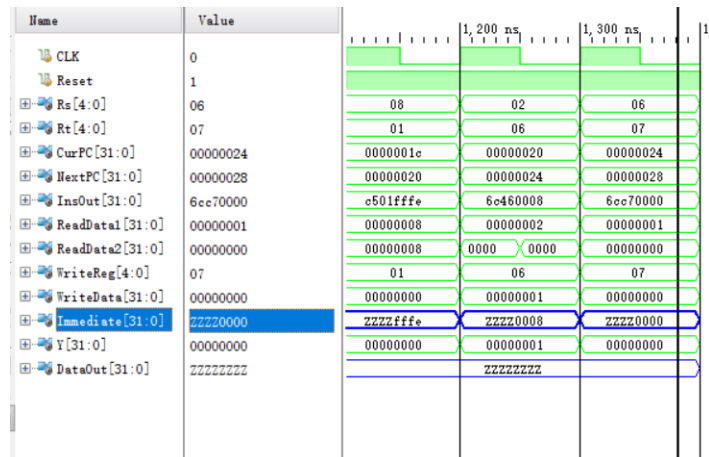 Name Value 1,200 ns 1,300 ns 1
CLK 0
Reset 1
Rs[4:0] 06 08 02 06
Rt[4:0] 07 01 06 07
CurPC[31:0] 00000024 0000001c 00000020 00000024
NextPC[31:0] 00000028 00000020 00000024 00000028
InsOut[31:0] 6cc70000 c501fffe 6c460008 6cc70000
ReadData1[31:0] 00000001 00000008 00000002 00000001
ReadData2[31:0] 00000000 00000008 0000 0000 00000000
WriteReg[4:0] 07 01 06 07
WriteData[31:0] 00000000 00000000 00000001 00000000
Immediate[31:0] ZZZZ0000 ZZZZfffe ZZZZ0008 ZZZZ0000
Y[31:0] 00000000 00000000 00000001 00000000
DataOut[31:0] ZZZZZZZZ ZZZZZZZZ